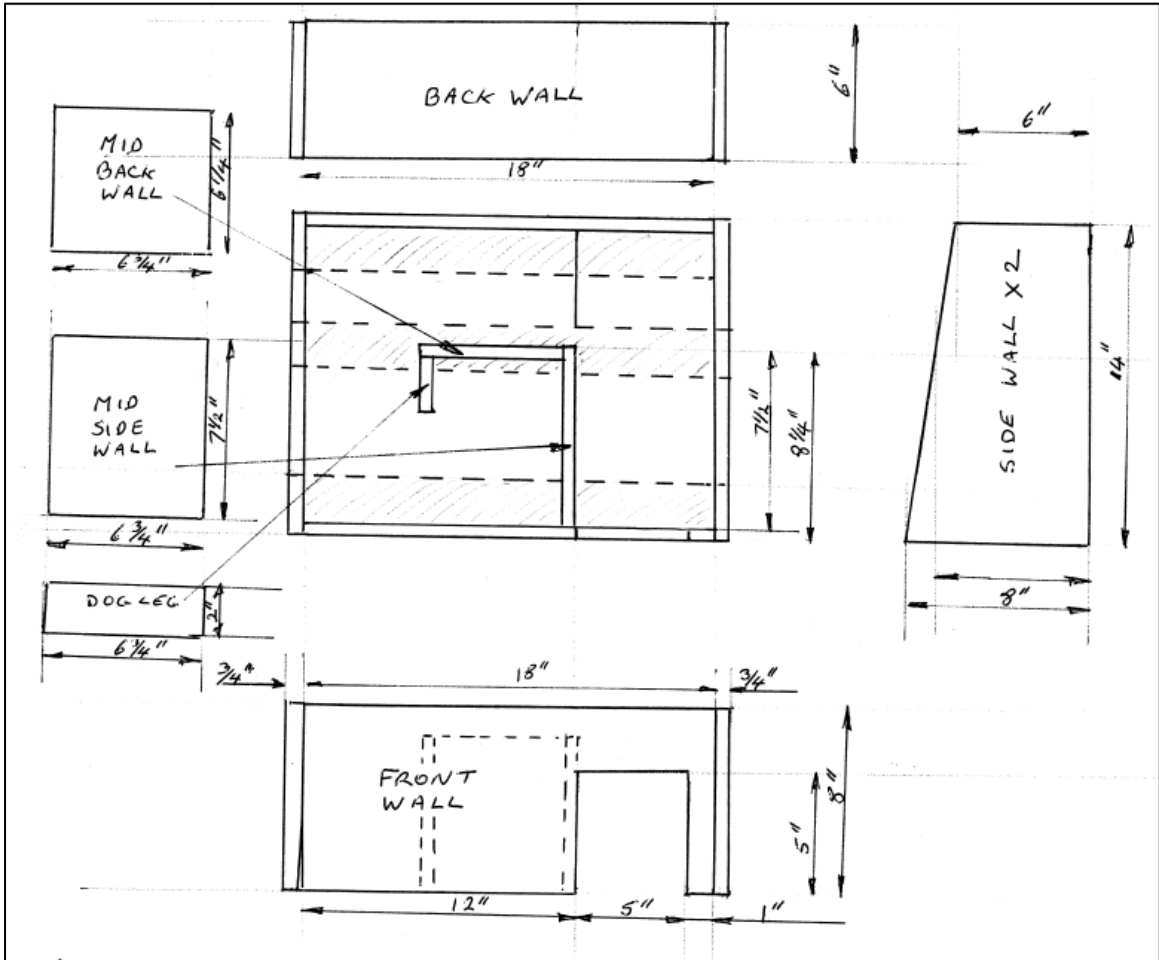 BACK WALL
6"
18"
6"
MID
BACK
WALL
6 1/4"
6 3/4"
SIDE WALL X 2
14"
8"
MID
SIDE
WALL
7 1/2"
6 3/4"
7 1/2"
8 1/4"
DOG LEG
2"
6 3/4"
3/4"
18"
3/4"
FRONT
WALL
8"
5"
12"
5"
1"